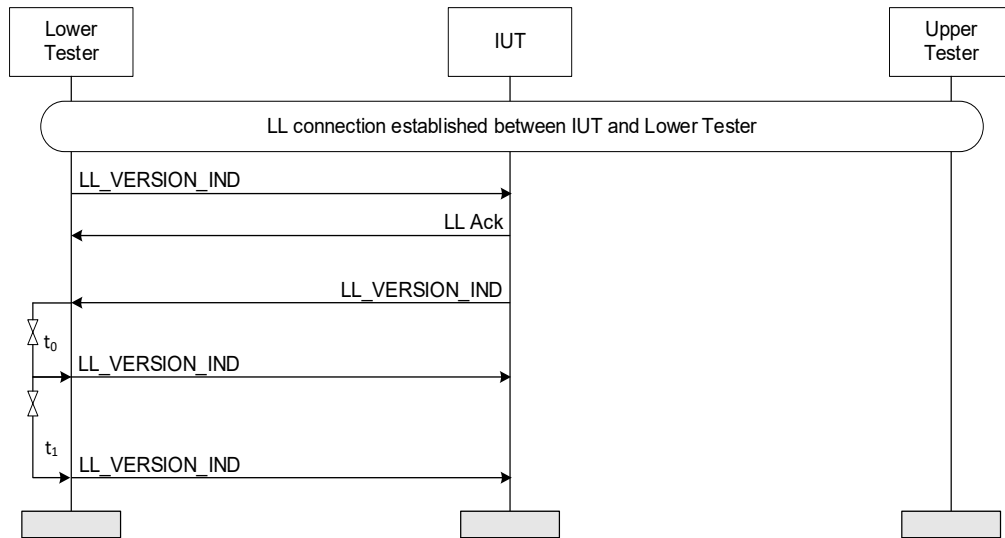 Lower
Tester
IUT
Upper
Tester
LL connection established between IUT and Lower Tester
LL_VERSION_IND
LL Ack
LL_VERSION_IND
t₀
LL_VERSION_IND
t₁
LL_VERSION_IND